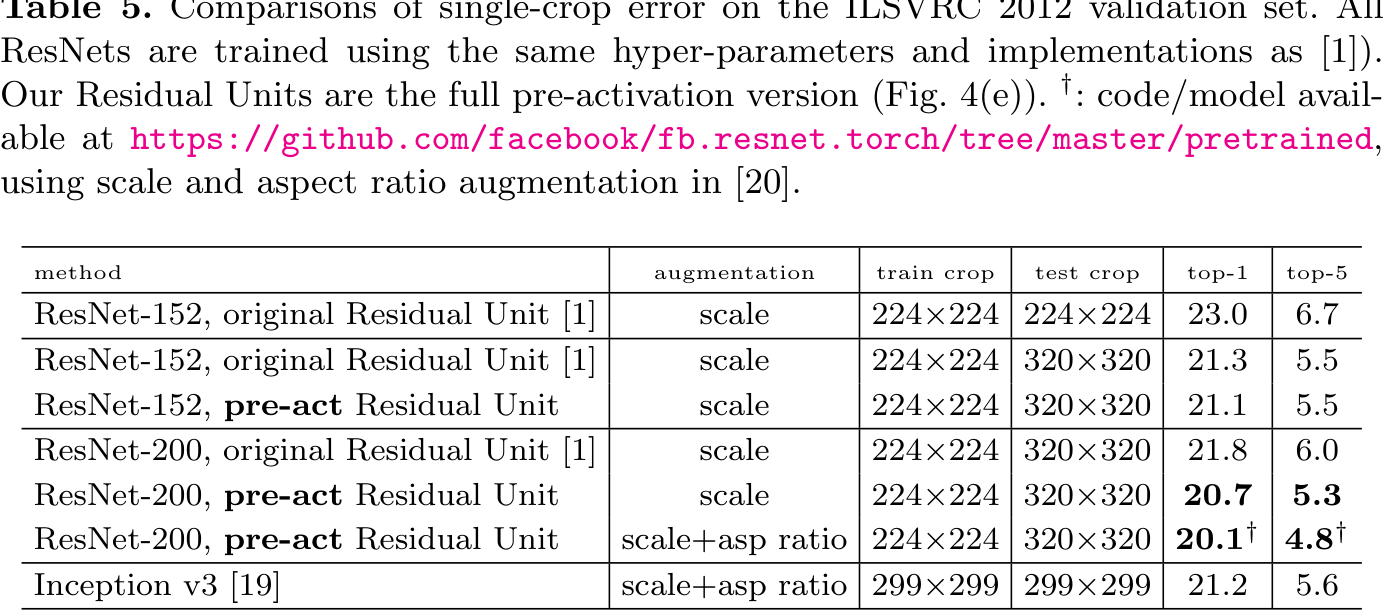 Table 5. Comparisons of single-crop error on the ILSVRC 2012 validation set. All
ResNets are trained using the same hyper-parameters and implementations as [1]).
Our Residual Units are the full pre-activation version (Fig. 4(e)). †: code/model avail-
able at https://github.com/facebook/fb.resnet.torch/tree/master/pretrained,
using scale and aspect ratio augmentation in [20].
method augmentation train crop test crop top-1 top-5
ResNet-152, original Residual Unit [1] scale 224×224 224×224 23.0 6.7
ResNet-152, original Residual Unit [1] scale 224×224 320×320 21.3 5.5
ResNet-152, pre-act Residual Unit scale 224×224 320×320 21.1 5.5
ResNet-200, original Residual Unit [1] scale 224×224 320×320 21.8 6.0
ResNet-200, pre-act Residual Unit scale 224×224 320×320 20.7 5.3
ResNet-200, pre-act Residual Unit scale+asp ratio 224×224 320×320 20.1† 4.8†
Inception v3 [19] scale+asp ratio 299×299 299×299 21.2 5.6